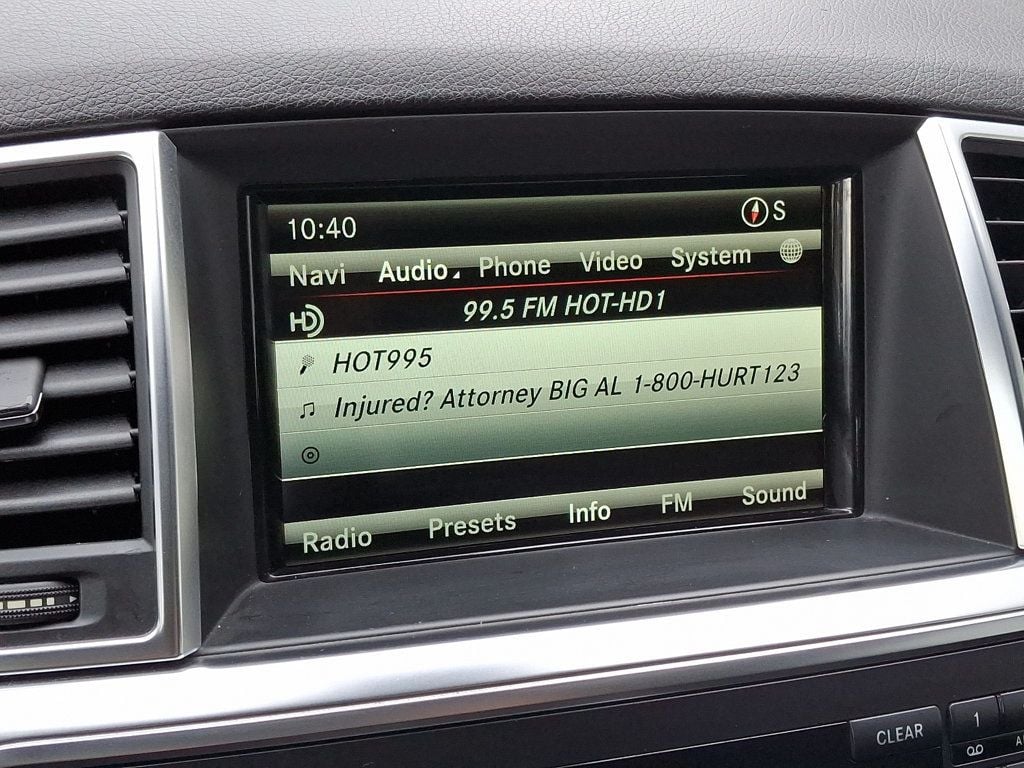 10:40 S
Navi Audio Phone Video System
HD 99.5 FM HOT-HD1
HOT995
Injured? Attorney BIG AL 1-800-HURT123
Radio Presets Info FM Sound
CLEAR 1